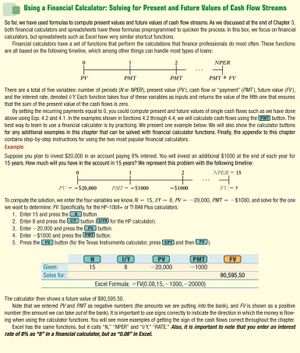 Using a Financial Calculator: Solving for Present and Future Values of Cash Flow Streams
So far, we have used formulas to compute present values and future values of cash flow streams. As we discussed at the end of Chapter 3,
both financial calculators and spreadsheets have these formulas preprogrammed to quicken the process. In this box, we focus on financial
calculators, but spreadsheets such as Excel have very similar shortcut functions.
Financial calculators have a set of functions that perform the calculations that finance professionals do most often. These functions
are all based on the following timeline, which among other things can handle most types of loans:
0 1 2 ... NPER
PV PMT PMT PMT + FV
There are a total of five variables: number of periods (N or NPER), present value (PV), cash flow or "payment" (PMT), future value (FV),
and the interest rate, denoted I/Y. Each function takes four of these variables as inputs and returns the value of the fifth one that ensures
that the sum of the present value of the cash flows is zero.
By setting the recurring payments equal to 0, you could compute present and future values of single cash flows such as we have done
above using Eqs. 4.2 and 4.1. In the examples shown in Sections 4.2 through 4.4, we will calculate cash flows using the PMT button. The
best way to learn to use a financial calculator is by practicing. We present one example below. We will also show the calculator buttons
for any additional examples in this chapter that can be solved with financial calculator functions. Finally, the appendix to this chapter
contains step-by-step instructions for using the two most popular financial calculators.
Example
Suppose you plan to invest $20,000 in an account paying 8% interest. You will invest an additional $1000 at the end of each year for
15 years. How much will you have in the account in 15 years? We represent this problem with the following timeline:
0 1 2 ... NPER = 15
PV = −$20,000 PMT = −$1000 −$1000 FV = ?
To compute the solution, we enter the four variables we know, N = 15, I/Y = 8, PV = −20,000, PMT = −$1000, and solve for the one
we want to determine: FV. Specifically, for the HP-10BII+ or TI BAII Plus calculators:
1. Enter 15 and press the N button.
2. Enter 8 and press the I/Y button (I/YR for the HP calculator).
3. Enter −20,000 and press the PV button.
4. Enter −$1000 and press the PMT button.
5. Press the FV button (for the Texas Instruments calculator, press CPT and then FV).
N I/Y PV PMT FV
Given: 15 8 −20,000 −1000
Solve for: 90,595.50
Excel Formula: =FV(0.08,15,−1000,−20000)
The calculator then shows a future value of $90,595.50.
Note that we entered PV and PMT as negative numbers (the amounts we are putting into the bank), and FV is shown as a positive
number (the amount we can take out of the bank). It is important to use signs correctly to indicate the direction in which the money is flow-
ing when using the calculator functions. You will see more examples of getting the sign of the cash flows correct throughout the chapter.
Excel has the same functions, but it calls "N," "NPER" and "I/Y," "RATE." Also, it is important to note that you enter an interest
rate of 8% as "8" in a financial calculator, but as "0.08" in Excel.